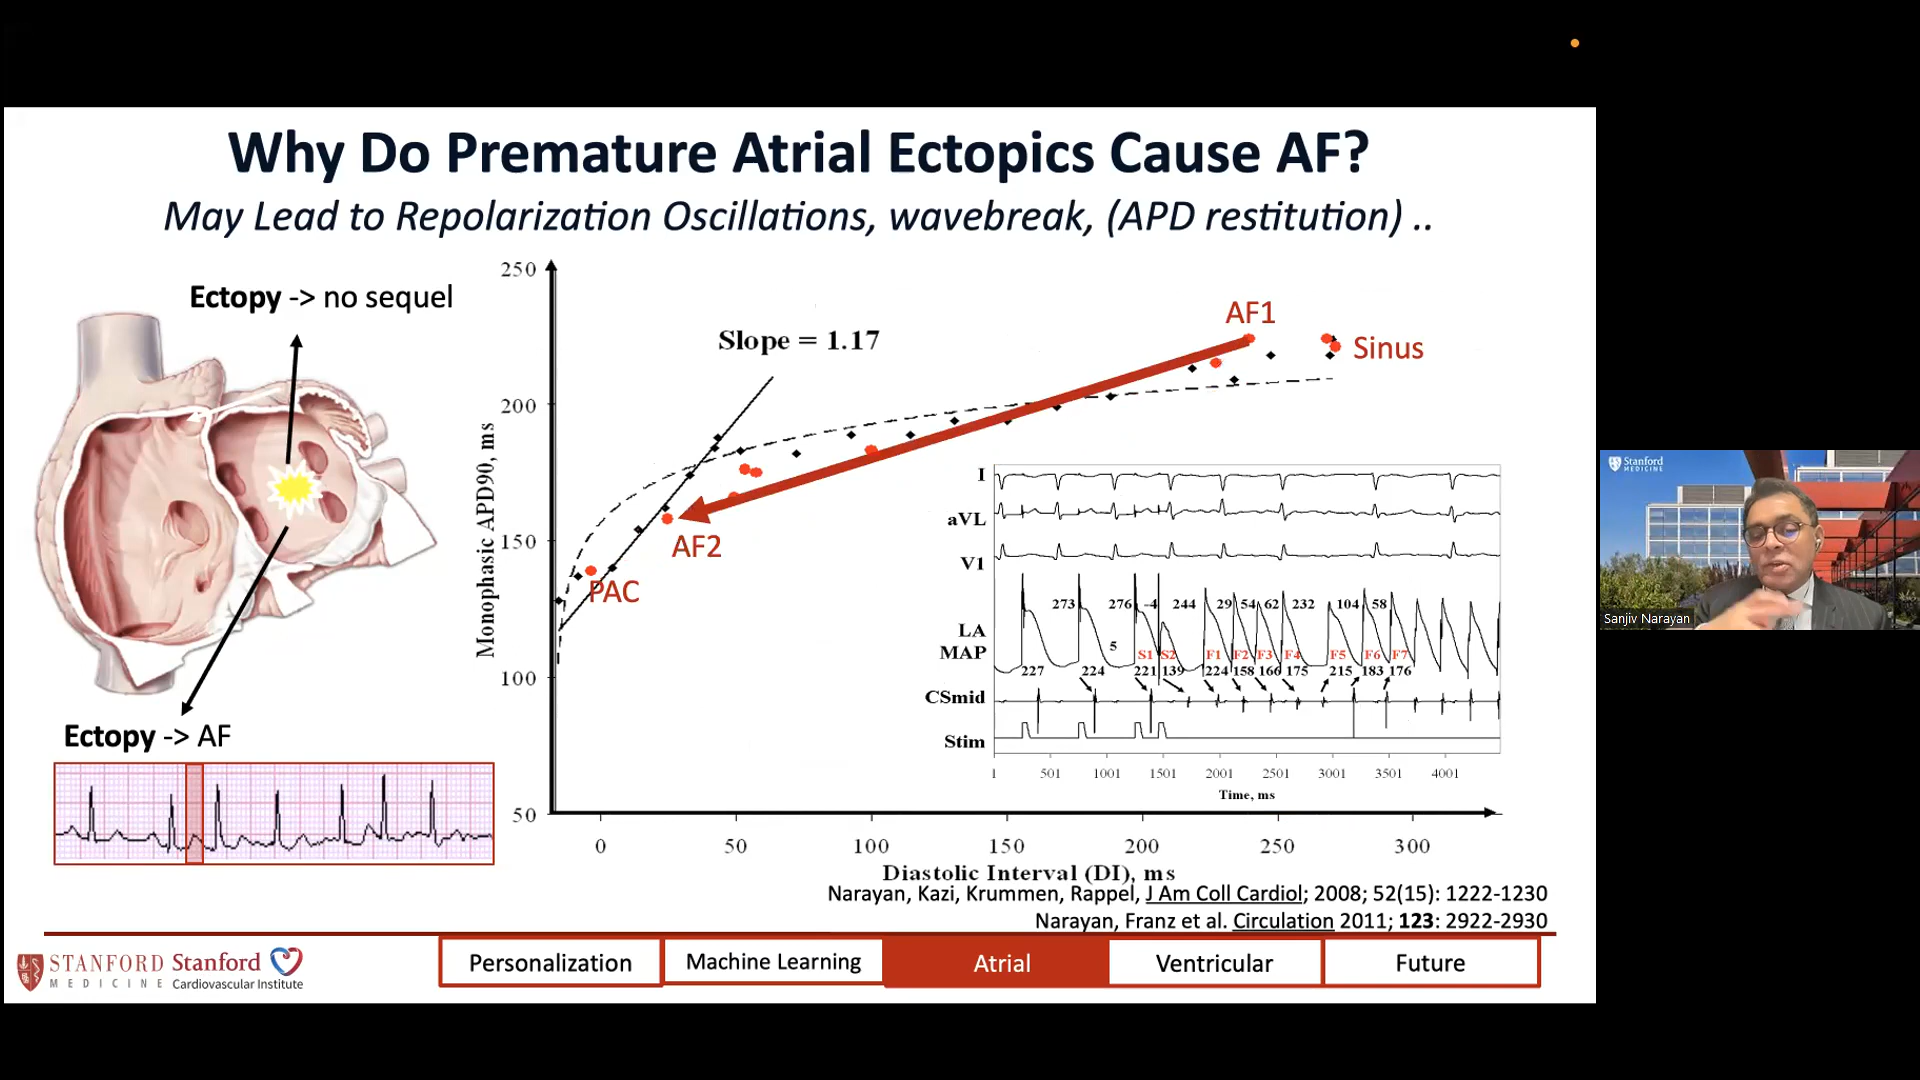 Why Do Premature Atrial Ectopics Cause AF?
May Lead to Repolarization Oscillations, wavebreak, (APD restitution) ..
Ectopy -> no sequel
Ectopy -> AF
Monophasic APD90, ms
250
200
150
100
50
Slope = 1.17
AF1
Sinus
AF2
PAC
I
aVL
V1
LA
MAP
CSmid
Stim
273 276 -4 244 29 54 62 232 104 58
5
S1 S2 F1 F2 F3 F4 F5 F6 F7
227 224 221 139 224 158 166 175 215 183 176
1 501 1001 1501 2001 2501 3001 3501 4001
Time, ms
0 50 100 150 200 250 300
Diastolic Interval (DI), ms
Narayan, Kazi, Krummen, Rappel, J Am Coll Cardiol; 2008; 52(15): 1222-1230
Narayan, Franz et al. Circulation 2011; 123: 2922-2930
STANFORD
MEDICINE
Stanford
Cardiovascular Institute
Personalization
Machine Learning
Atrial
Ventricular
Future
Stanford
MEDICINE
Sanjiv Narayan